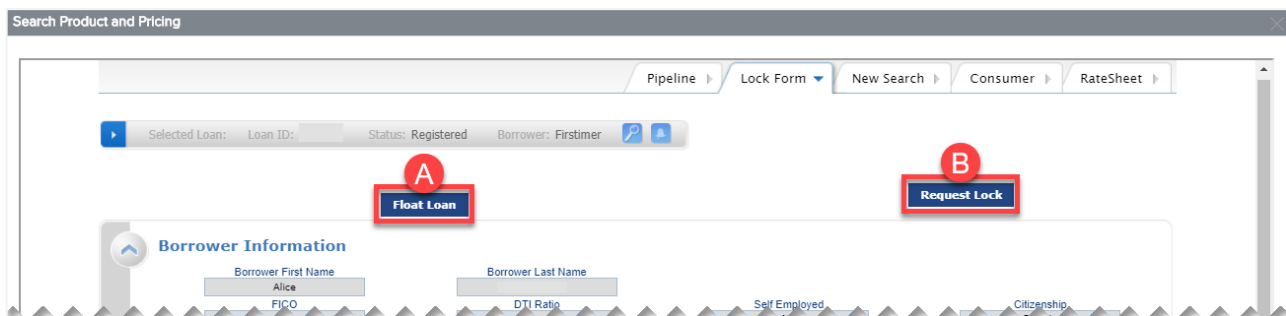 Search Product and Pricing
Pipeline Lock Form New Search Consumer RateSheet
Selected Loan: Loan ID: Status: Registered Borrower: Firstimer
A B
Float Loan Request Lock
Borrower Information
Borrower First Name Borrower Last Name
Alice
FICO DTI Ratio Self Employed Citizenship